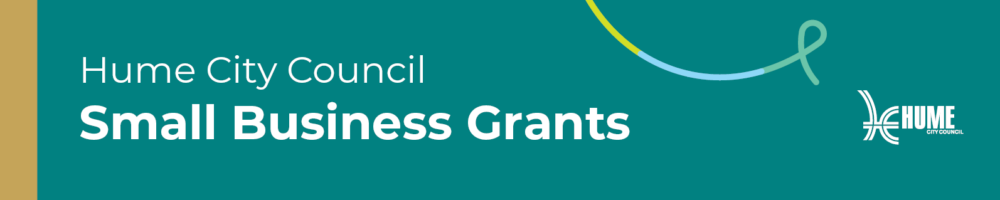 Hume City Council
Small Business Grants
HUME
CITY COUNCIL